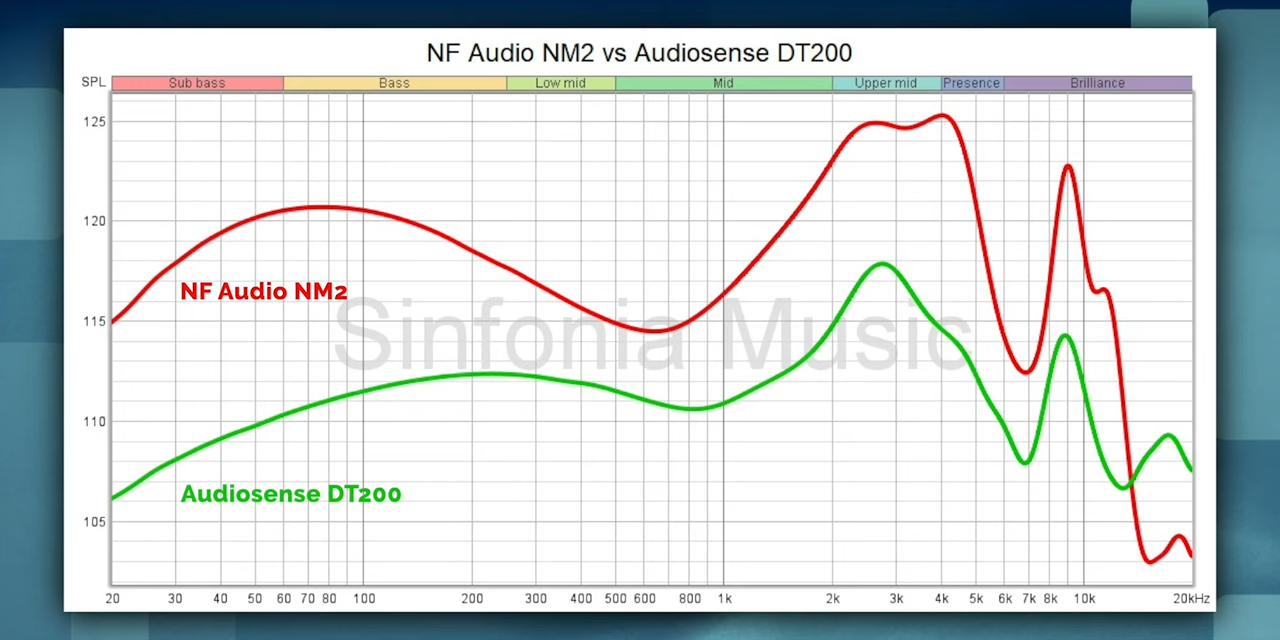 NF Audio NM2 vs Audiosense DT200
SPL Sub bass Bass Low mid Mid Upper mid Presence Brilliance
125
120
NF Audio NM2
115
Sinfonia Music
110
Audiosense DT200
105
20 30 40 50 60 70 80 100 200 300 400 500 600 800 1k 2k 3k 4k 5k 6k 7k 8k 10k 20kHz